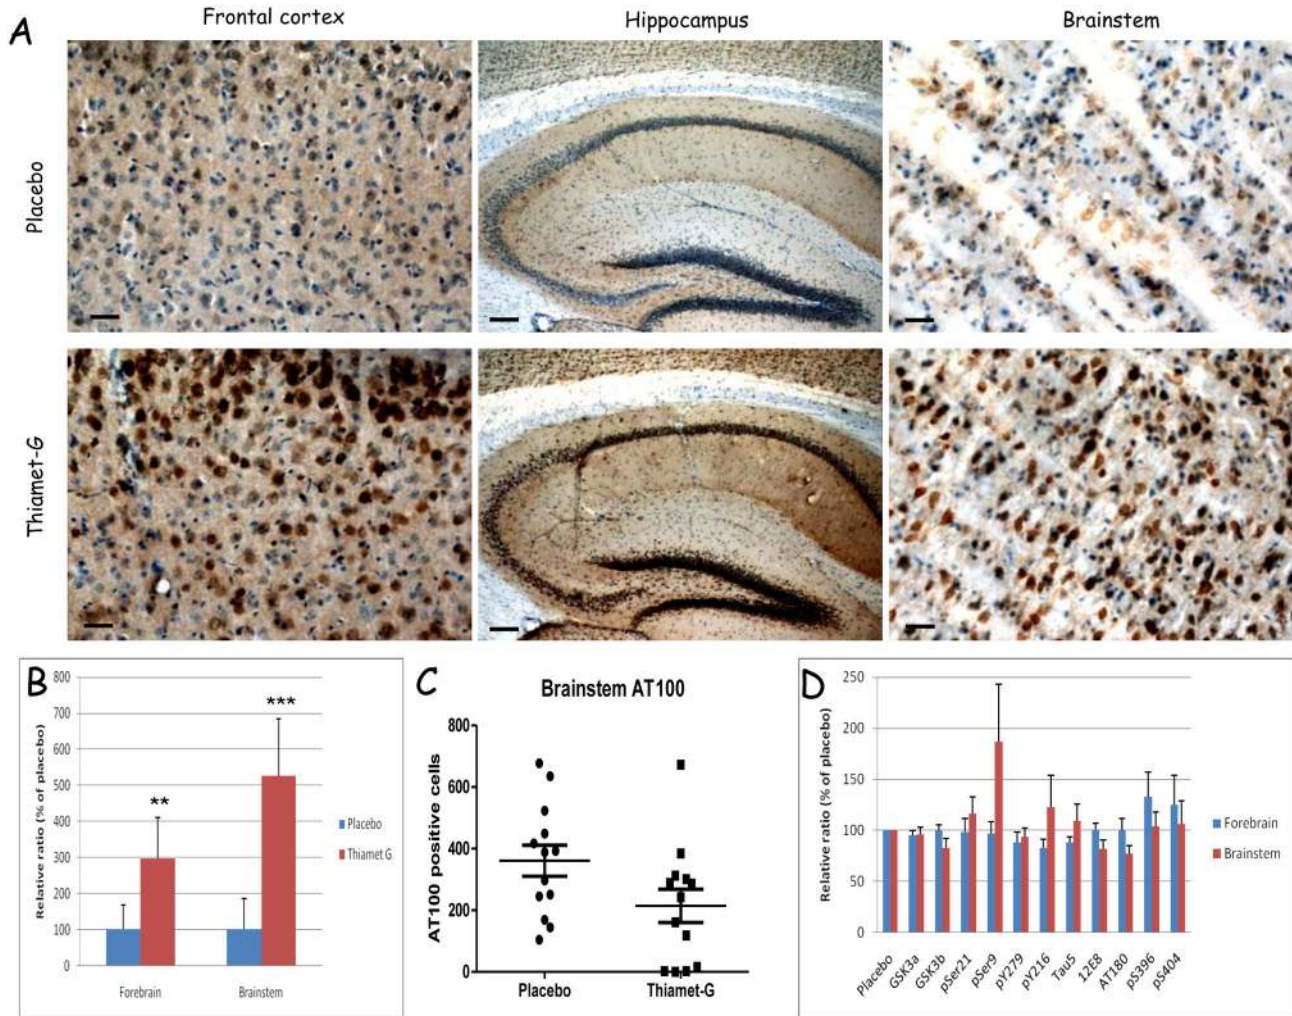 A
Frontal cortex
Hippocampus
Brainstem
Placebo
Thiamet-G
B
Relative ratio (% of placebo)
800
700
600
500
400
300
200
100
0
**
***
Forebrain
Brainstem
Placebo
Thiamet G
C
Brainstem AT100
AT100 positive cells
800
600
400
200
0
Placebo
Thiamet-G
D
Relative ratio (% of placebo)
250
200
150
100
50
0
Placebo
GSK3a
GSK3b
pSer21
pSer9
pY279
pY216
Tau5
12E8
AT180
pS396
pS404
Forebrain
Brainstem